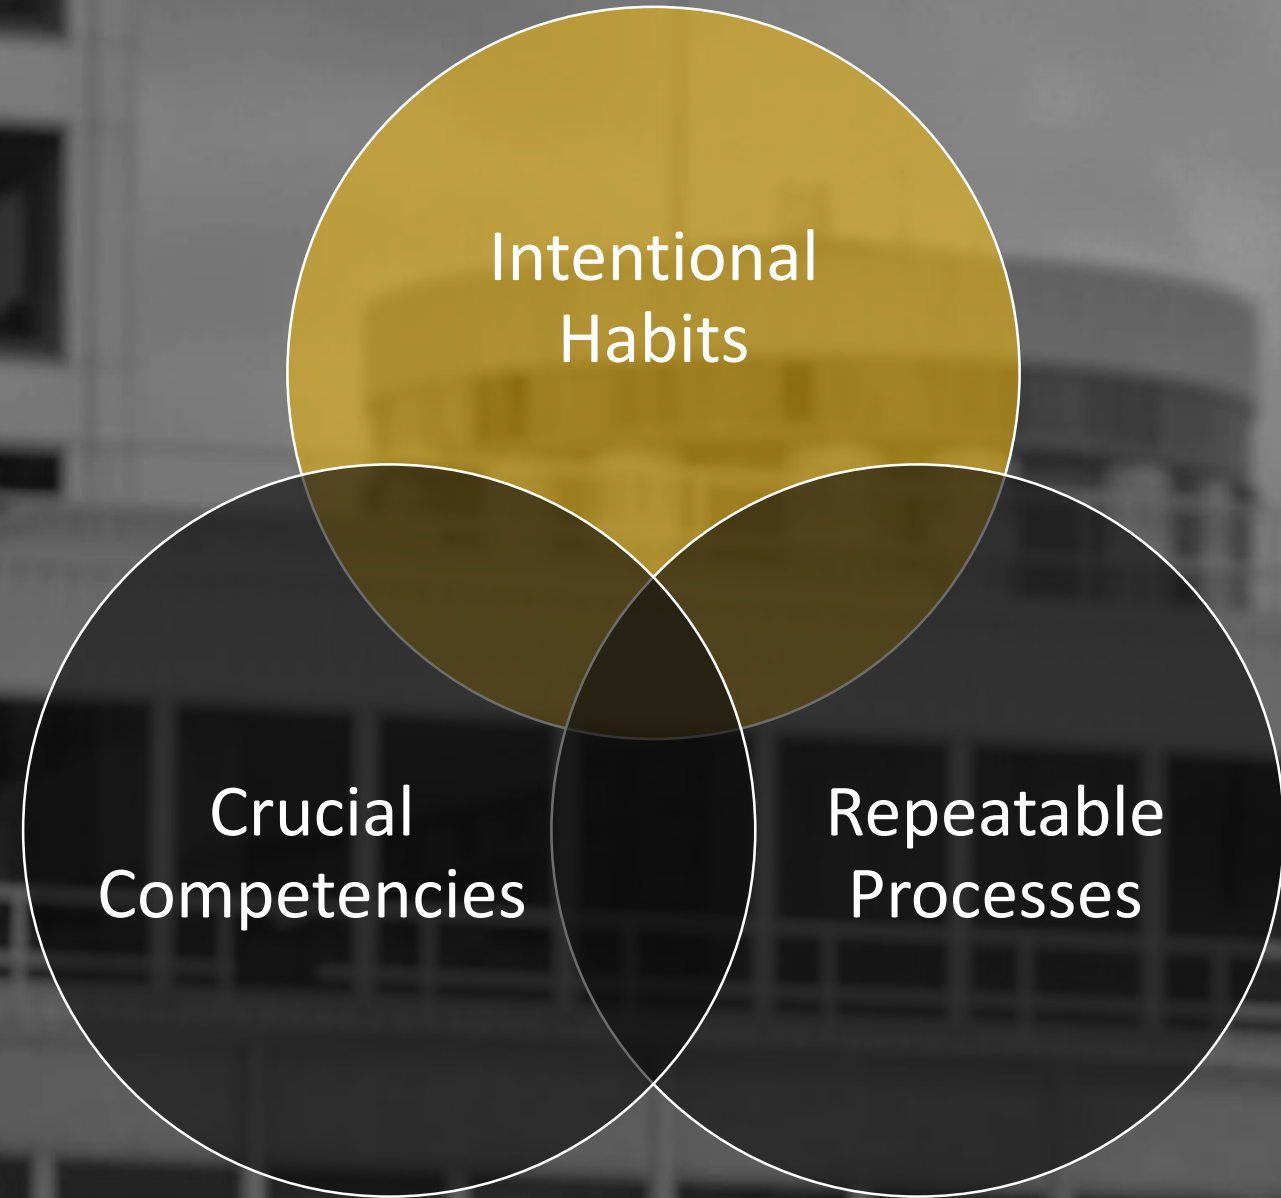 Intentional
Habits
Crucial
Competencies
Repeatable
Processes